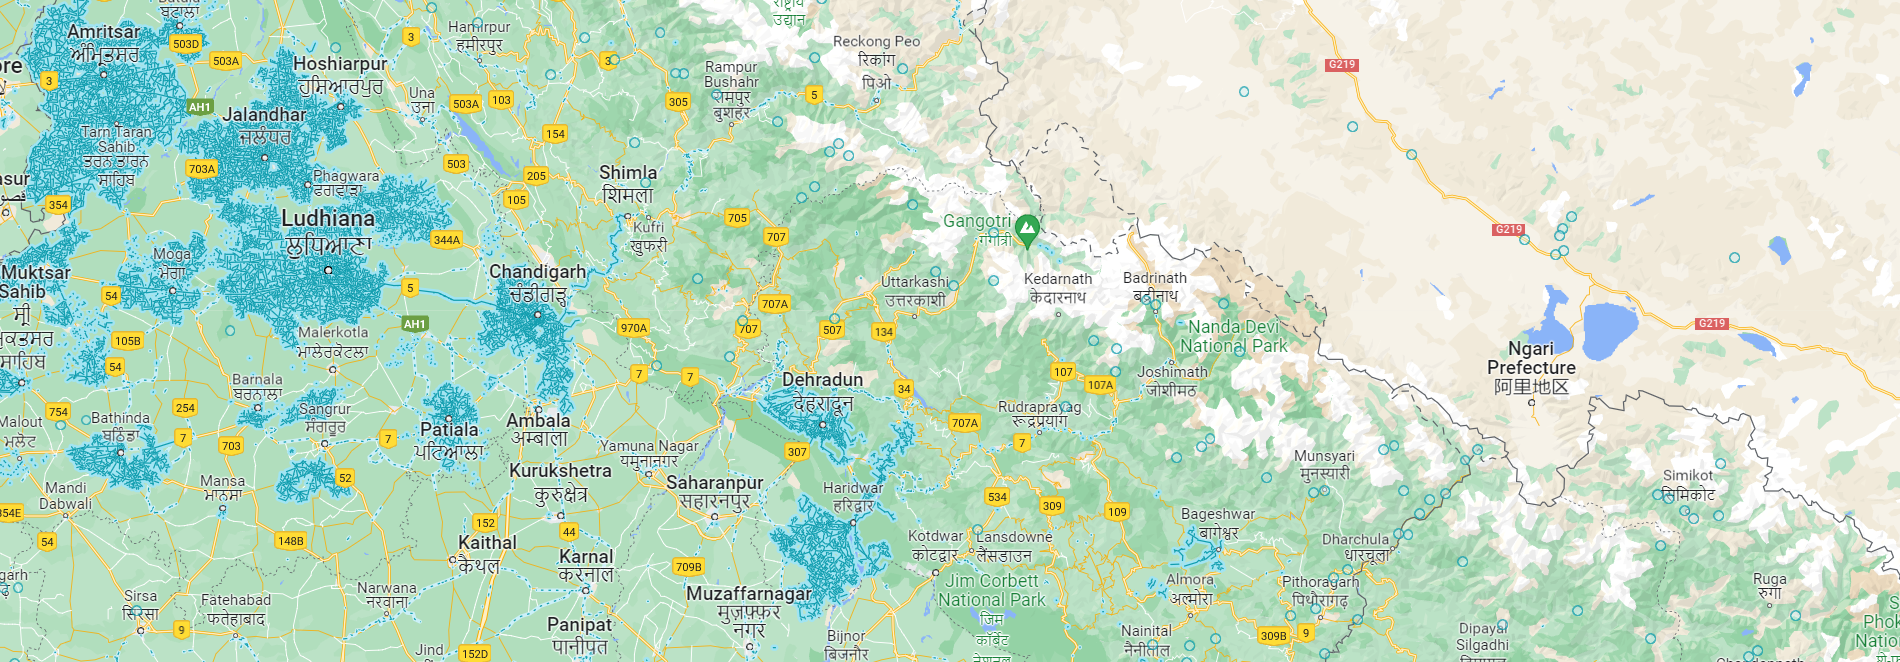 बटाला
Amritsar
ਅੰਮ੍ਰਿਤਸਰ
503D
503A
3
AH1
Hoshiarpur
ਹੁਸ਼ਿਆਰਪੁਰ
Jalandhar
ਜਲੰਧਰ
Tarn Taran
Sahib
ਤਰਨ ਤਾਰਨ
ਸਾਹਿਬ
703A
Phagwara
ਫਗਵਾੜਾ
354
Ludhiana
ਲੁਧਿਆਣਾ
344A
Moga
ਮੋਗਾ
Muktsar
Sahib
ਸ੍ਰੀ
ਸਾਹਿਬ
54
5
AH1
105B
54
Malerkotla
ਮਾਲੇਰਕੋਟਲਾ
Barnala
ਬਰਨਾਲਾ
254
754
Malout
ਮਲੋਟ
Bathinda
ਬਠਿੰਡਾ
7
703
Sangrur
ਸੰਗਰੂਰ
7
Patiala
ਪਟਿਆਲਾ
52
Mansa
ਮਾਨਸਾ
Mandi
Dabwali
354E
54
148B
Sirsa
सिरसा
Fatehabad
फतेहाबाद
9
Narwana
नरवाना
Jind
152D
Hamirpur
हमीरपुर
3
Una
ऊना
503A
103
154
503
205
105
305
3
Rampur
Bushahr
रामपुर
बुशहर
5
Reckong Peo
रिकांग
पिओ
राष्ट्रीय
उद्यान
Shimla
शिमला
Kufri
कुफरी
705
707
Chandigarh
ਚੰਡੀਗੜ੍ਹ
707A
707
970A
507
134
7
7
Uttarkashi
उत्तरकाशी
Gangotri
गंगोत्री
Kedarnath
केदारनाथ
Badrinath
बद्रीनाथ
Nanda Devi
National Park
Joshimath
जोशीमठ
107
107A
34
Dehradun
देहरादून
Rudraprayag
रूद्रप्रयाग
707A
7
Ambala
अम्बाला
Kurukshetra
कुरुक्षेत्र
Yamuna Nagar
यमुनानगर
307
Saharanpur
सहारनपुर
Haridwar
हरिद्वार
534
309
109
152
44
Kaithal
कैथल
Karnal
करनाल
709B
Muzaffarnagar
मुज़फ़्फ़र
नगर
Panipat
पानीपत
Bijnor
बिजनौर
Kotdwar
कोटद्वार
Lansdowne
लैंसडाउन
Jim Corbett
National Park
जिम
कॉर्बेट
नेशनल
Bageshwar
बागेश्वर
Almora
अल्मोरा
Nainital
नैनीताल
Munsyari
मुनस्यारी
Dharchula
धारचूला
Pithoragarh
पिथौरागढ़
309B
9
Dipayal
Silgadhi
Simikot
सिमिकोट
Ruga
रुगा
G219
G219
G219
Ngari
Prefecture
阿里地区